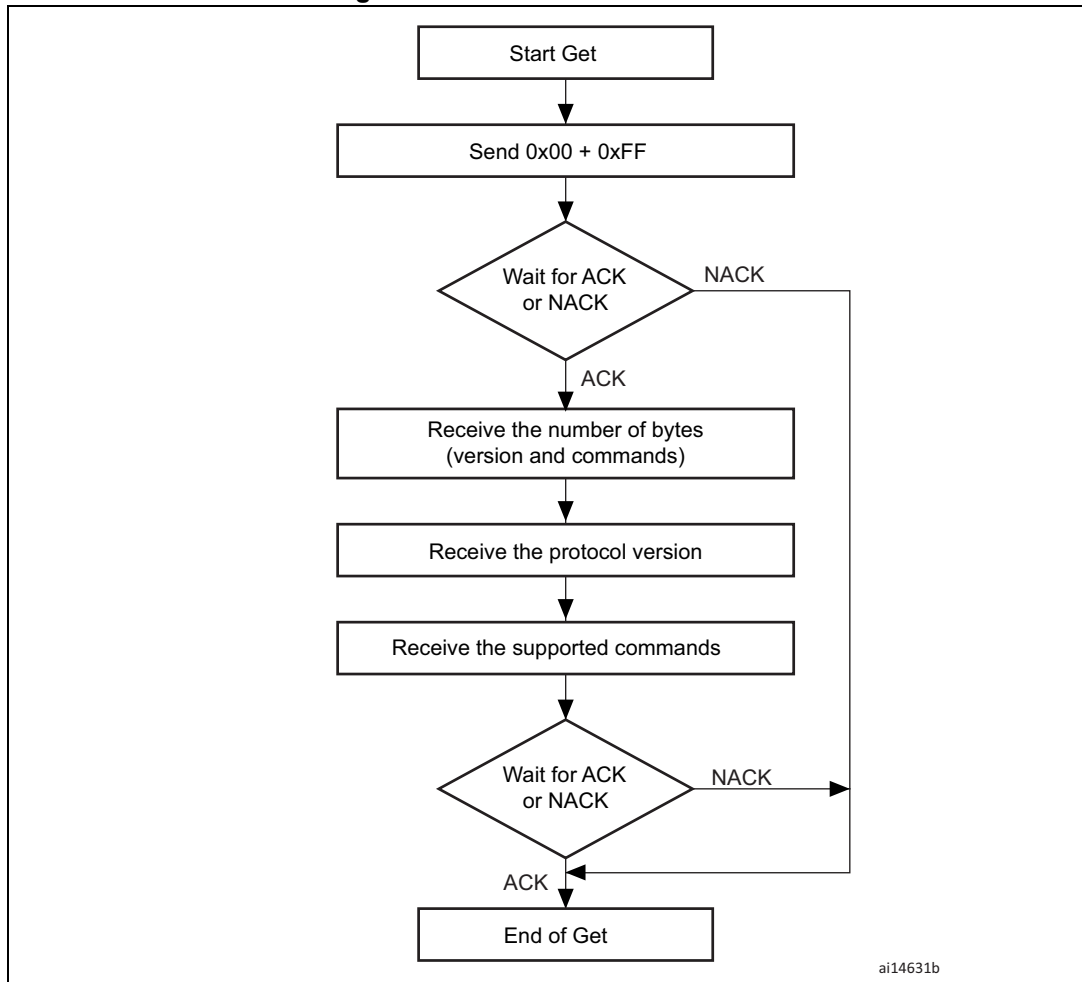 Start Get
Send 0x00 + 0xFF
Wait for ACK
or NACK
NACK
ACK
Receive the number of bytes
(version and commands)
Receive the protocol version
Receive the supported commands
Wait for ACK
or NACK
NACK
ACK
End of Get
ai14631b